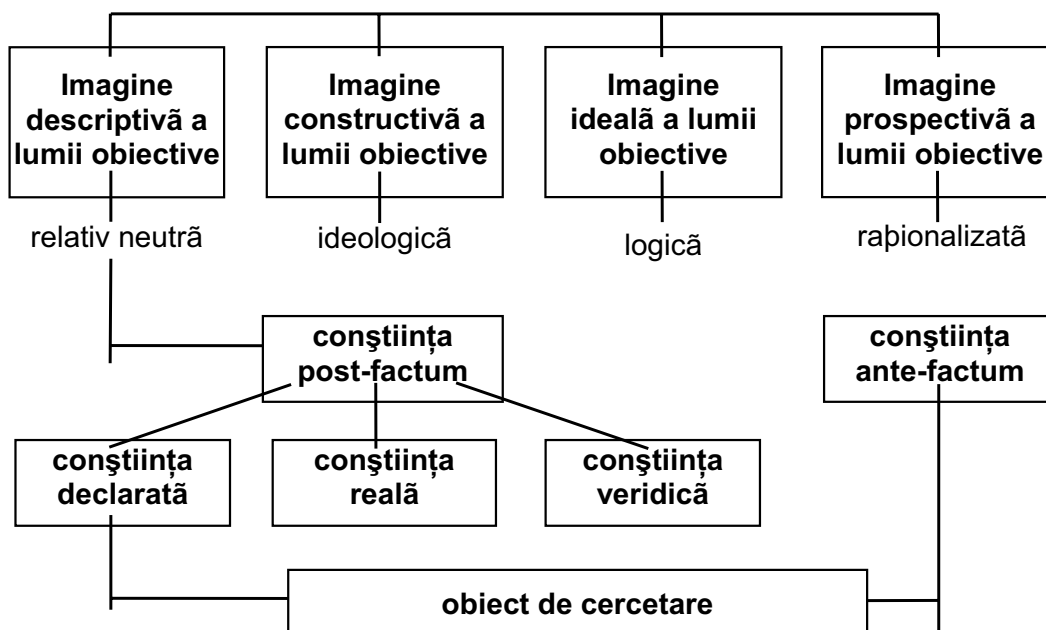 Imagine
descriptivã a
lumii obiective
Imagine
constructivã a
lumii obiective
Imagine
idealã a lumii
obiective
Imagine
prospectivã a
lumii obiective
relativ neutrã
ideologicã
logicã
raþionalizatã
conştiinţa
post-factum
conştiinţa
ante-factum
conştiinţa
declaratã
conştiinţa
realã
conştiinţa
veridicã
obiect de cercetare